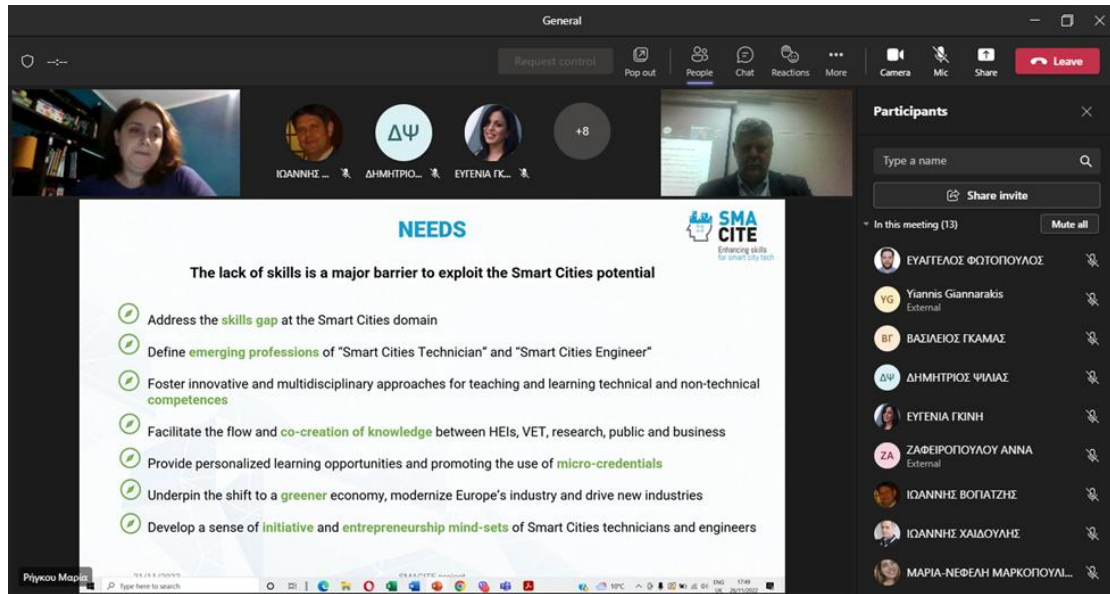 General
--:--
Request control
Pop out
People
Chat
Reactions
More
Camera
Mic
Share
Leave
ΙΩΑΝΝΗΣ ...
ΔΨ
ΔΗΜΗΤΡΙΟ...
ΕΥΓΕΝΙΑ ΓΚ...
+8
NEEDS
SMA
CITE
Enhancing skills
for smart city tech
The lack of skills is a major barrier to exploit the Smart Cities potential
Address the skills gap at the Smart Cities domain
Define emerging professions of “Smart Cities Technician” and “Smart Cities Engineer”
Foster innovative and multidisciplinary approaches for teaching and learning technical and non-technical
competences
Facilitate the flow and co-creation of knowledge between HEIs, VET, research, public and business
Provide personalized learning opportunities and promoting the use of micro-credentials
Underpin the shift to a greener economy, modernize Europe's industry and drive new industries
Develop a sense of initiative and entrepreneurship mind-sets of Smart Cities technicians and engineers
Ρήγκου Μαρία
Type here to search
10°C
ENG
UK
17:49
26/11/2022
Participants
Type a name
Share invite
In this meeting (13)
Mute all
ΕΥΑΓΓΕΛΟΣ ΦΩΤΟΠΟΥΛΟΣ
YG
Yiannis Giannarakis
External
ΒΓ
ΒΑΣΙΛΕΙΟΣ ΓΚΑΜΑΣ
ΔΨ
ΔΗΜΗΤΡΙΟΣ ΨΙΛΙΑΣ
ΕΥΓΕΝΙΑ ΓΚΙΝΗ
ΖΑ
ΖΑΦΕΙΡΟΠΟΥΛΟΥ ΑΝΝΑ
External
ΙΩΑΝΝΗΣ ΒΟΓΙΑΤΖΗΣ
ΙΩΑΝΝΗΣ ΧΑΙΔΟΥΛΗΣ
ΜΑΡΙΑ-ΝΕΦΕΛΗ ΜΑΡΚΟΠΟΥΛΙ...